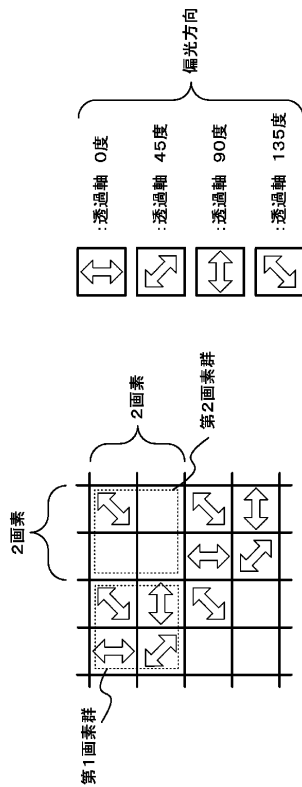 2画素
2画素
第1画素群
第2画素群
:透過軸 0度
:透過軸 45度
:透過軸 90度
:透過軸 135度
偏光方向